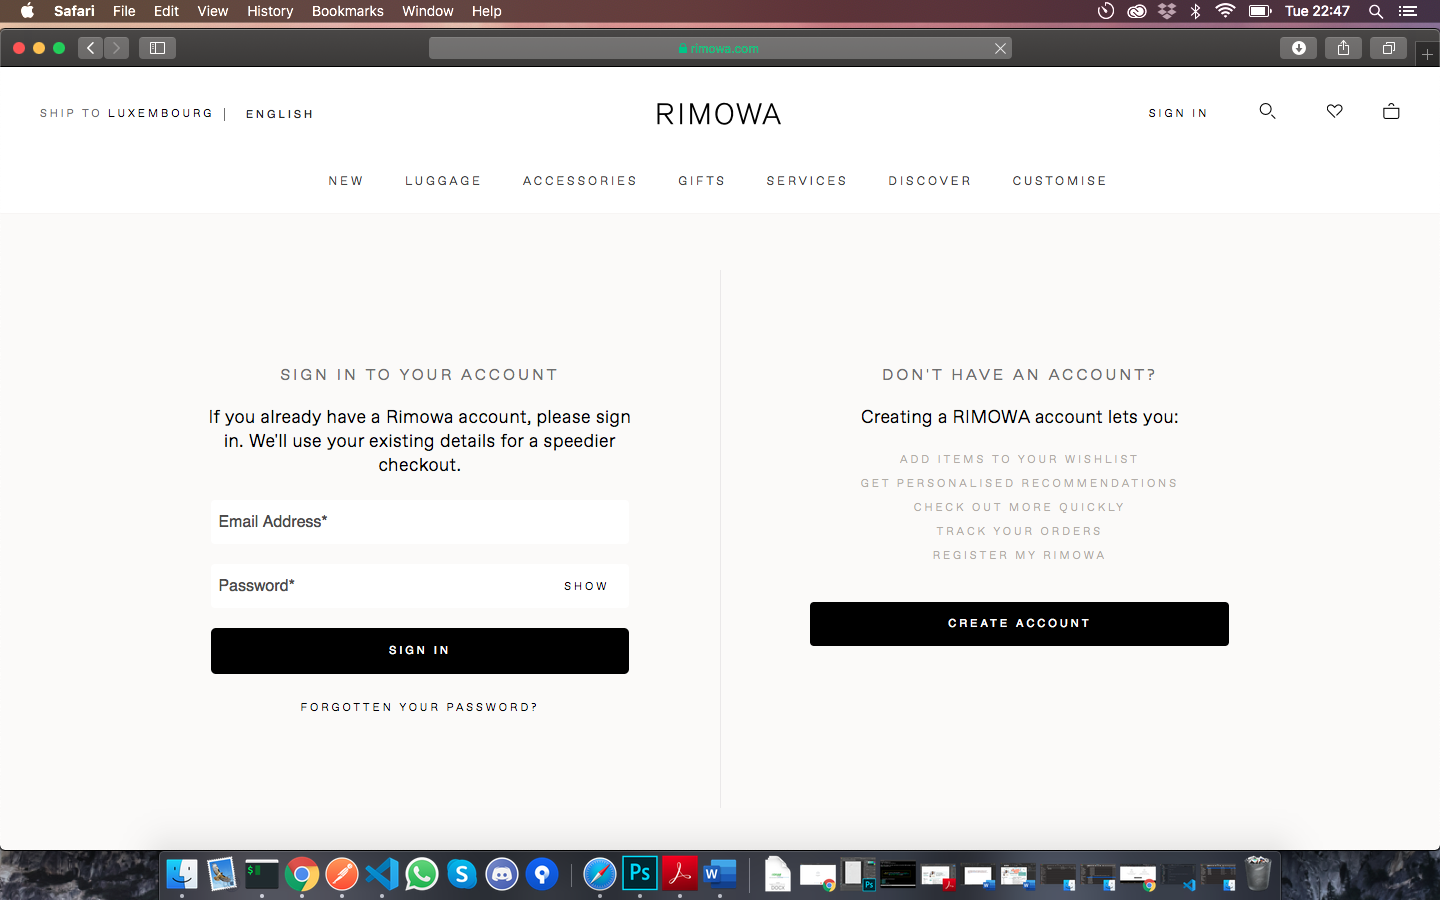 Safari File Edit View History Bookmarks Window Help Tue 22:47
rimowa.com
SHIP TO LUXEMBOURG | ENGLISH
RIMOWA
SIGN IN
NEW LUGGAGE ACCESSORIES GIFTS SERVICES DISCOVER CUSTOMISE
SIGN IN TO YOUR ACCOUNT
If you already have a Rimowa account, please sign
in. We'll use your existing details for a speedier
checkout.
Email Address*
Password* SHOW
SIGN IN
FORGOTTEN YOUR PASSWORD?
DON'T HAVE AN ACCOUNT?
Creating a RIMOWA account lets you:
ADD ITEMS TO YOUR WISHLIST
GET PERSONALISED RECOMMENDATIONS
CHECK OUT MORE QUICKLY
TRACK YOUR ORDERS
REGISTER MY RIMOWA
CREATE ACCOUNT
$ Ps W DOCX Ps